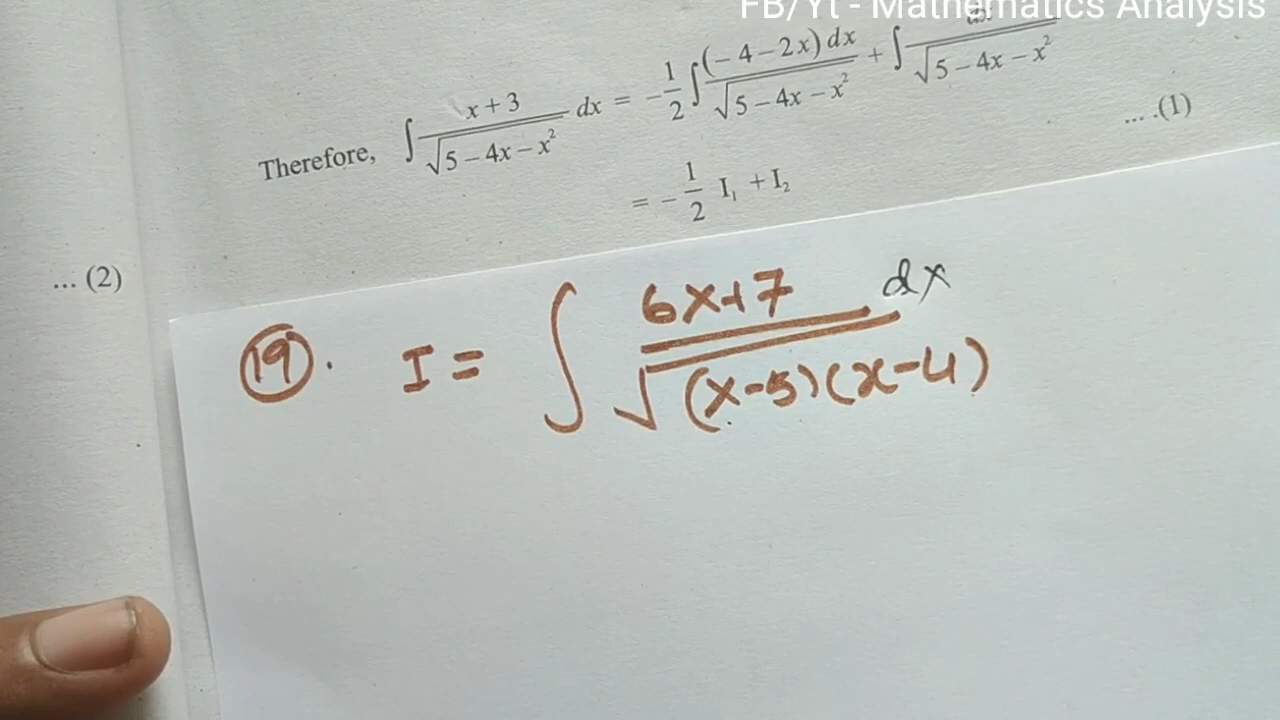 FB/Yt - Mathematics Analysis
Therefore, ∫ x + 3 / √5 – 4x – x² dx = – 1/2 ∫ (– 4 – 2x) dx / √5 – 4x – x² + ∫ dx / √5 – 4x – x² ... .(1)
= – 1/2 I₁ + I₂
... (2)
19. I = ∫ 6x+7 / √(x-5)(x-4) dx